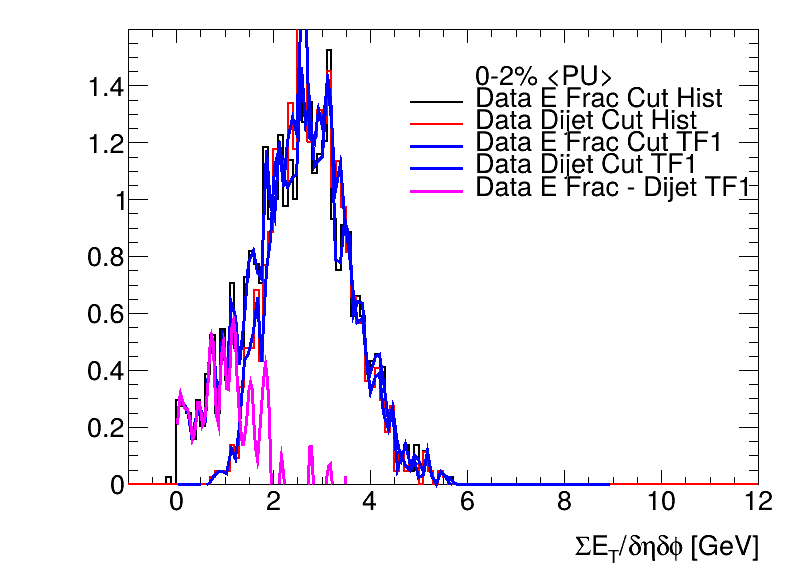 0-2% <PU>
Data E Frac Cut Hist
Data Dijet Cut Hist
Data E Frac Cut TF1
Data Dijet Cut TF1
Data E Frac - Dijet TF1
1.4
1.2
1
0.8
0.6
0.4
0.2
0
0 2 4 6 8 10 12
ΣE_T/δηδϕ [GeV]